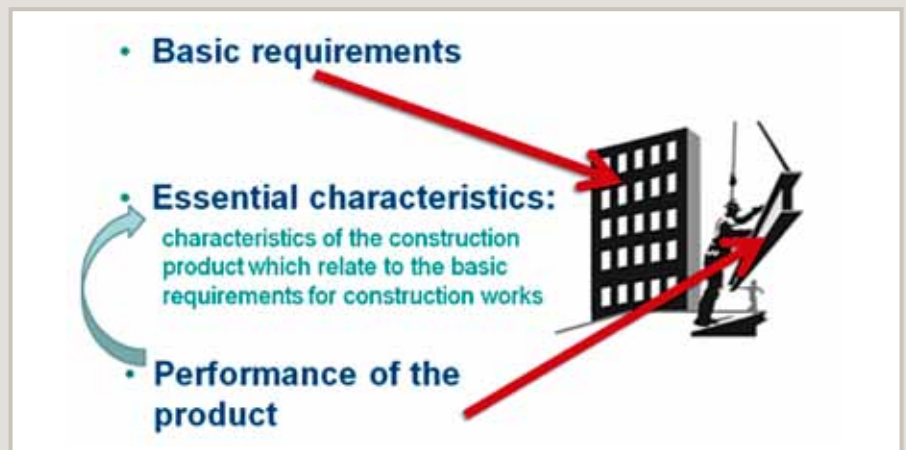 • Basic requirements
• Essential characteristics:
characteristics of the construction
product which relate to the basic
requirements for construction works
• Performance of the
product